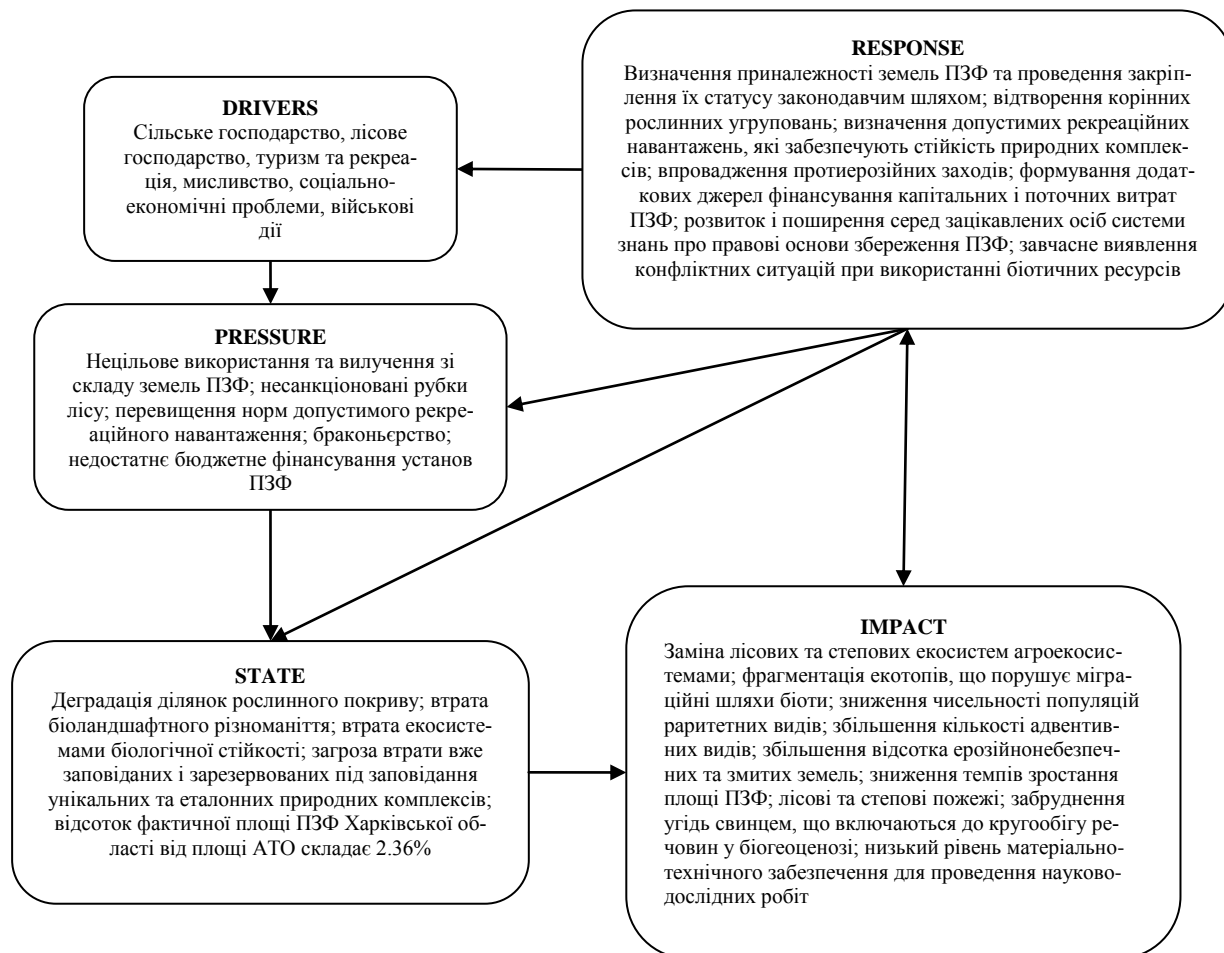 DRIVERS
Сільське господарство, лісове
господарство, туризм та рекреа-
ція, мисливство, соціально-
економічні проблеми, військові
дії
RESPONSE
Визначення приналежності земель ПЗФ та проведення закріп-
лення їх статусу законодавчим шляхом; відтворення корінних
рослинних угруповань; визначення допустимих рекреаційних
навантажень, які забезпечують стійкість природних комплек-
сів; впровадження протиерозійних заходів; формування додат-
кових джерел фінансування капітальних і поточних витрат
ПЗФ; розвиток і поширення серед зацікавлених осіб системи
знань про правові основи збереження ПЗФ; завчасне виявлення
конфліктних ситуацій при використанні біотичних ресурсів
PRESSURE
Нецільове використання та вилучення зі
складу земель ПЗФ; несанкціоновані рубки
лісу; перевищення норм допустимого рекре-
аційного навантаження; браконьєрство;
недостатнє бюджетне фінансування установ
ПЗФ
STATE
Деградація ділянок рослинного покриву; втрата
біоландшафтного різноманіття; втрата екосисте-
мами біологічної стійкості; загроза втрати вже
заповіданих і зарезервованих під заповідання
унікальних та еталонних природних комплексів;
відсоток фактичної площі ПЗФ Харківської об-
ласті від площі АТО складає 2.36%
IMPACT
Заміна лісових та степових екосистем агроекосис-
темами; фрагментація екотопів, що порушує міг-
раційні шляхи біоти; зниження чисельності популяцій
раритетних видів; збільшення кількості адвентив-
них видів; збільшення відсотка ерозійнонебезпеч-
них та змитих земель; зниження темпів зростання
площі ПЗФ; лісові та степові пожежі; забруднення
угідь свинцем, що включаються до кругообігу ре-
човин у біогеоценозі; низький рівень матеріально-
технічного забезпечення для проведення науково-
дослідних робіт